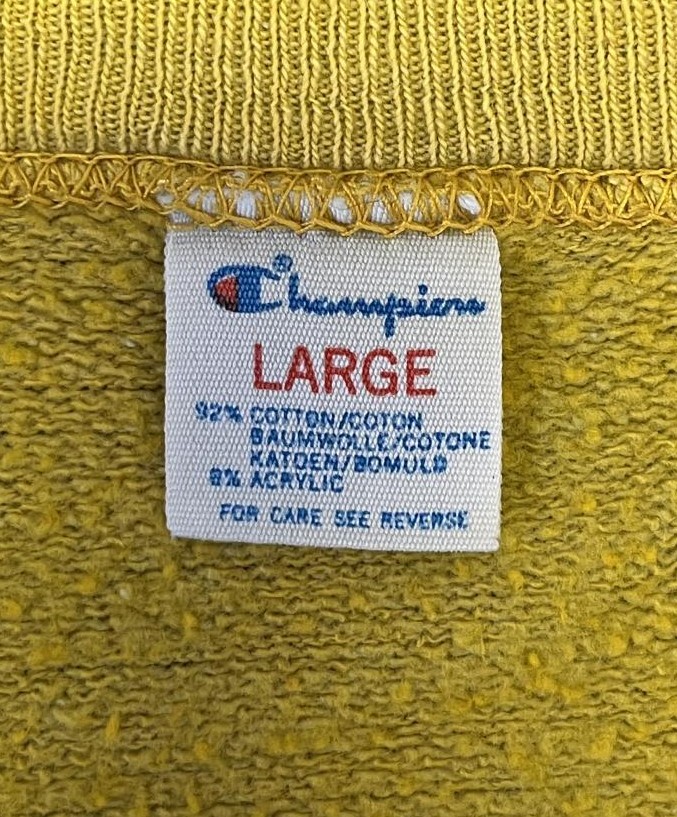 Champion®
LARGE
92% COTTON/COTON
BAUMWOLLE/COTONE
KATOEN/BOMULD
8% ACRYLIC
FOR CARE SEE REVERSE